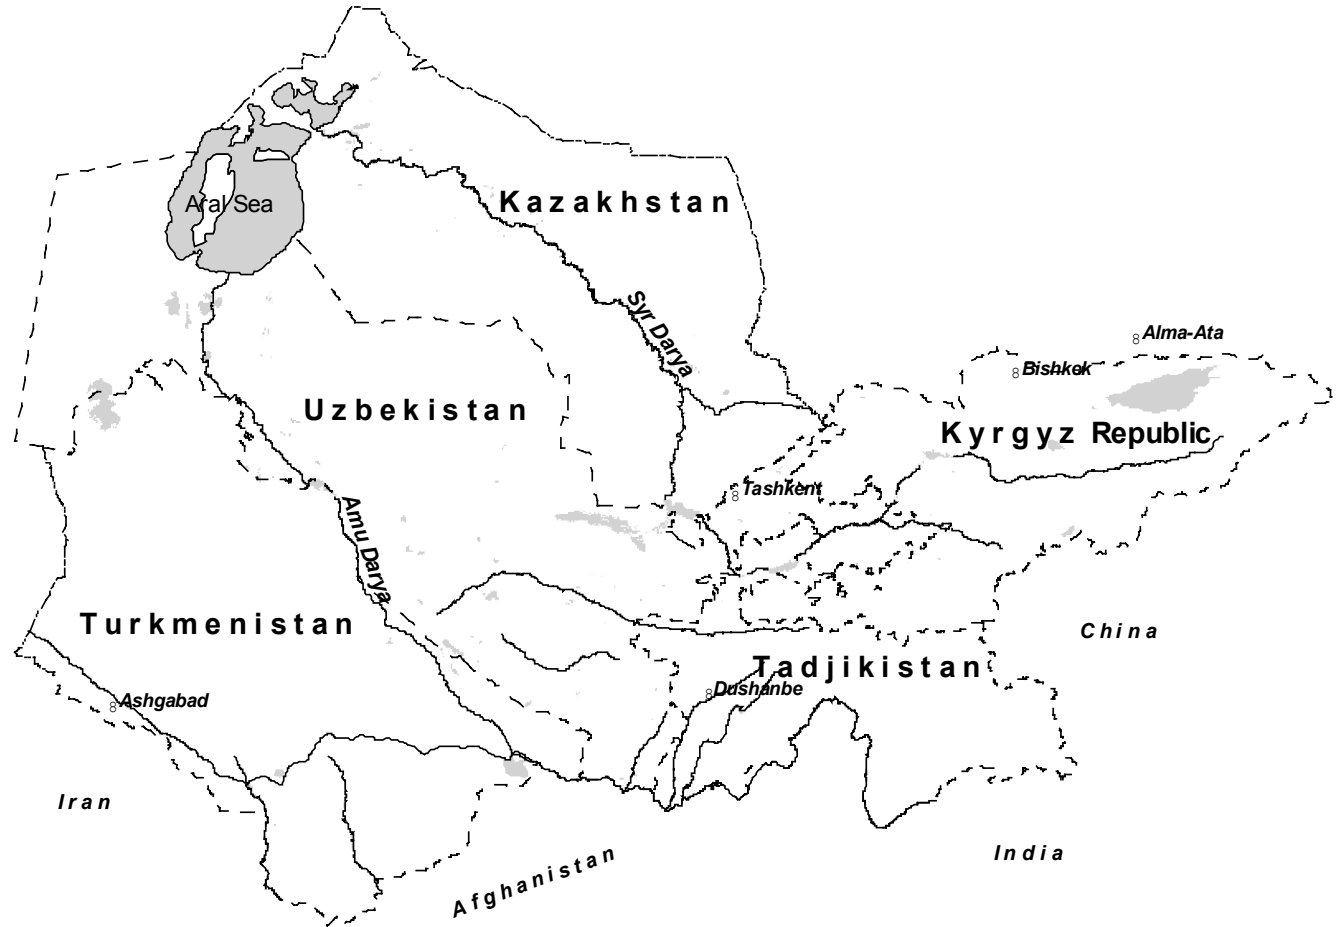 Kazakhstan
Aral Sea
Syr Darya
Alma-Ata
Bishkek
Uzbekistan
Kyrgyz Republic
Tashkent
Amu Darya
Turkmenistan
China
Tadjikistan
Dushanbe
Ashgabad
Iran
India
Afghanistan